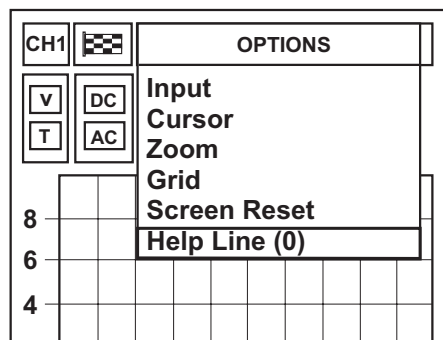 CH1
OPTIONS
V
DC
T
AC
Input
Cursor
Zoom
Grid
Screen Reset
Help Line (0)
8
6
4